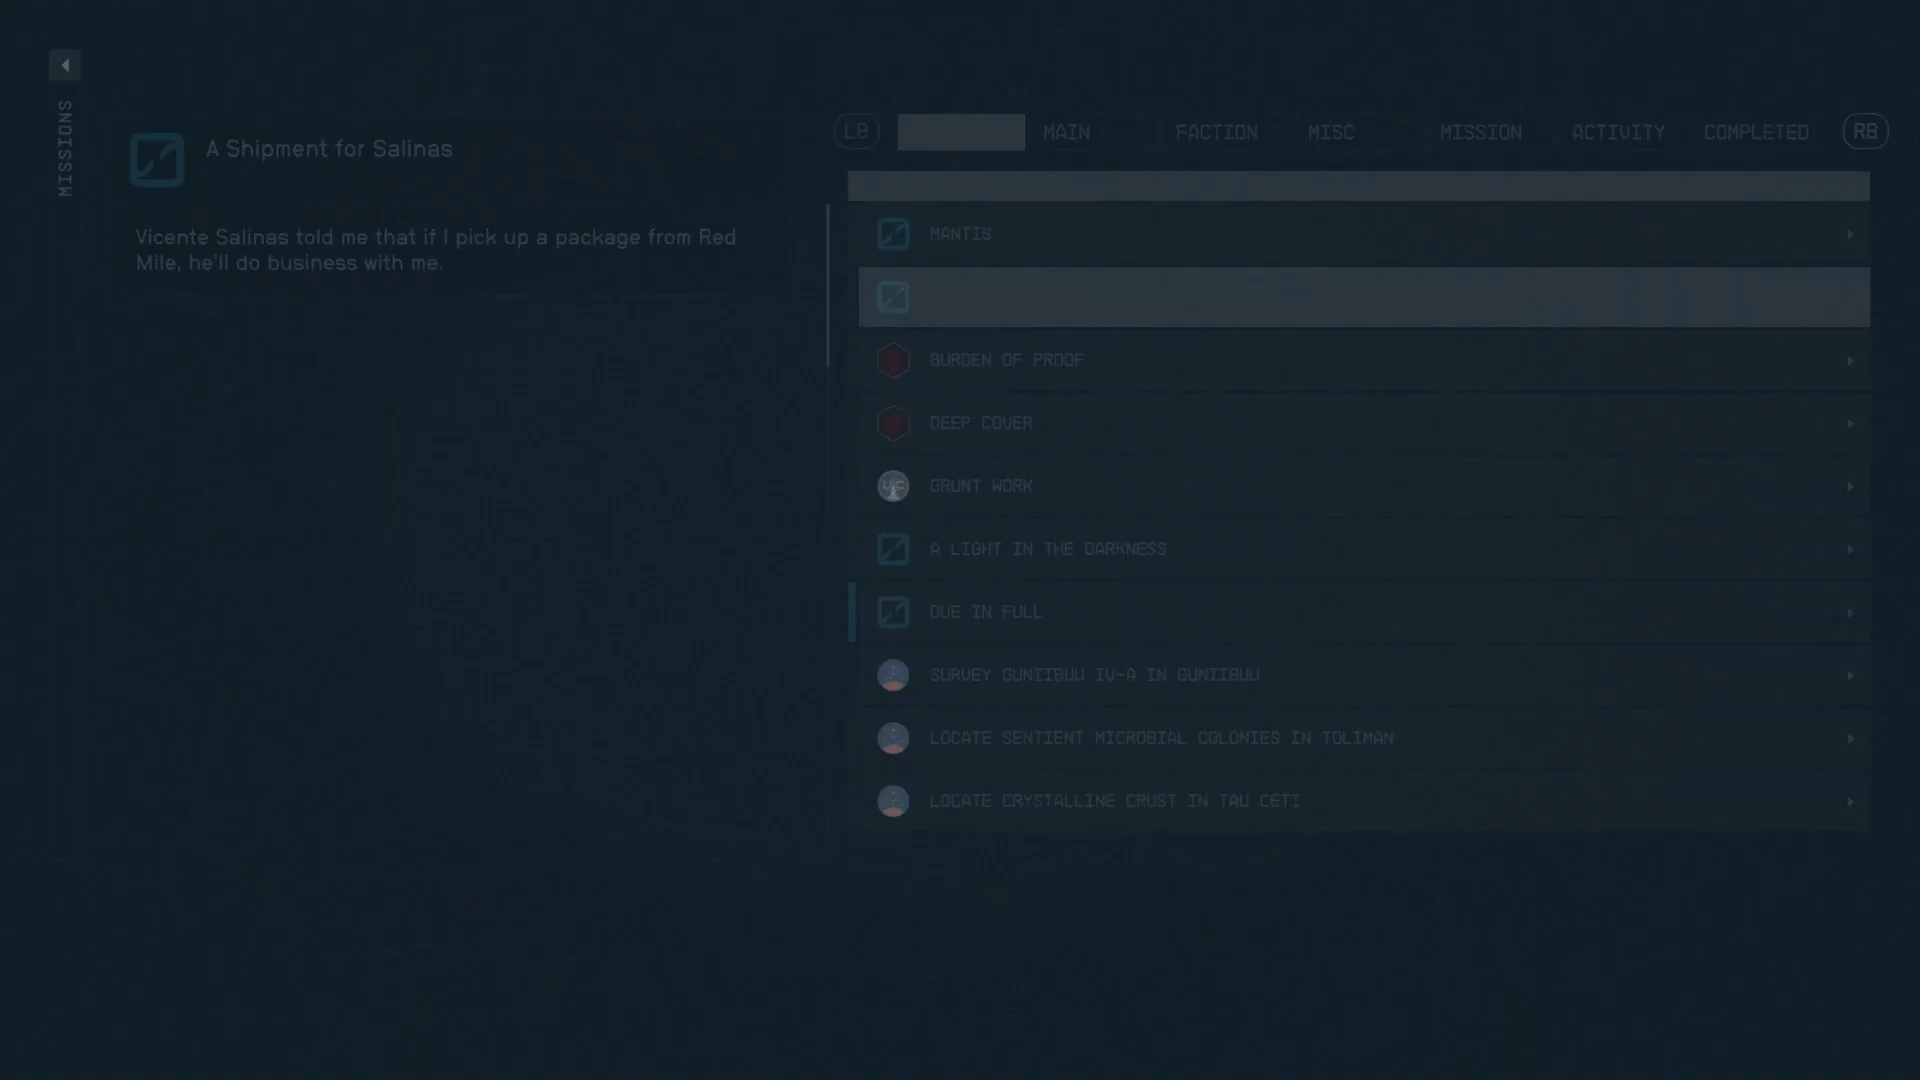 MISSIONS
A Shipment for Salinas
Vicente Salinas told me that if I pick up a package from Red
Mile, he'll do business with me.
LB
MAIN
FACTION
MISC
MISSION
ACTIVITY
COMPLETED
RB
MANTIS
BURDEN OF PROOF
DEEP COVER
UC
GRUNT WORK
A LIGHT IN THE DARKNESS
DUE IN FULL
SURVEY GUNIIBUU IV-A IN GUNIIBUU
LOCATE SENTIENT MICROBIAL COLONIES IN TOLIMAN
LOCATE CRYSTALLINE CRUST IN TAU CETI